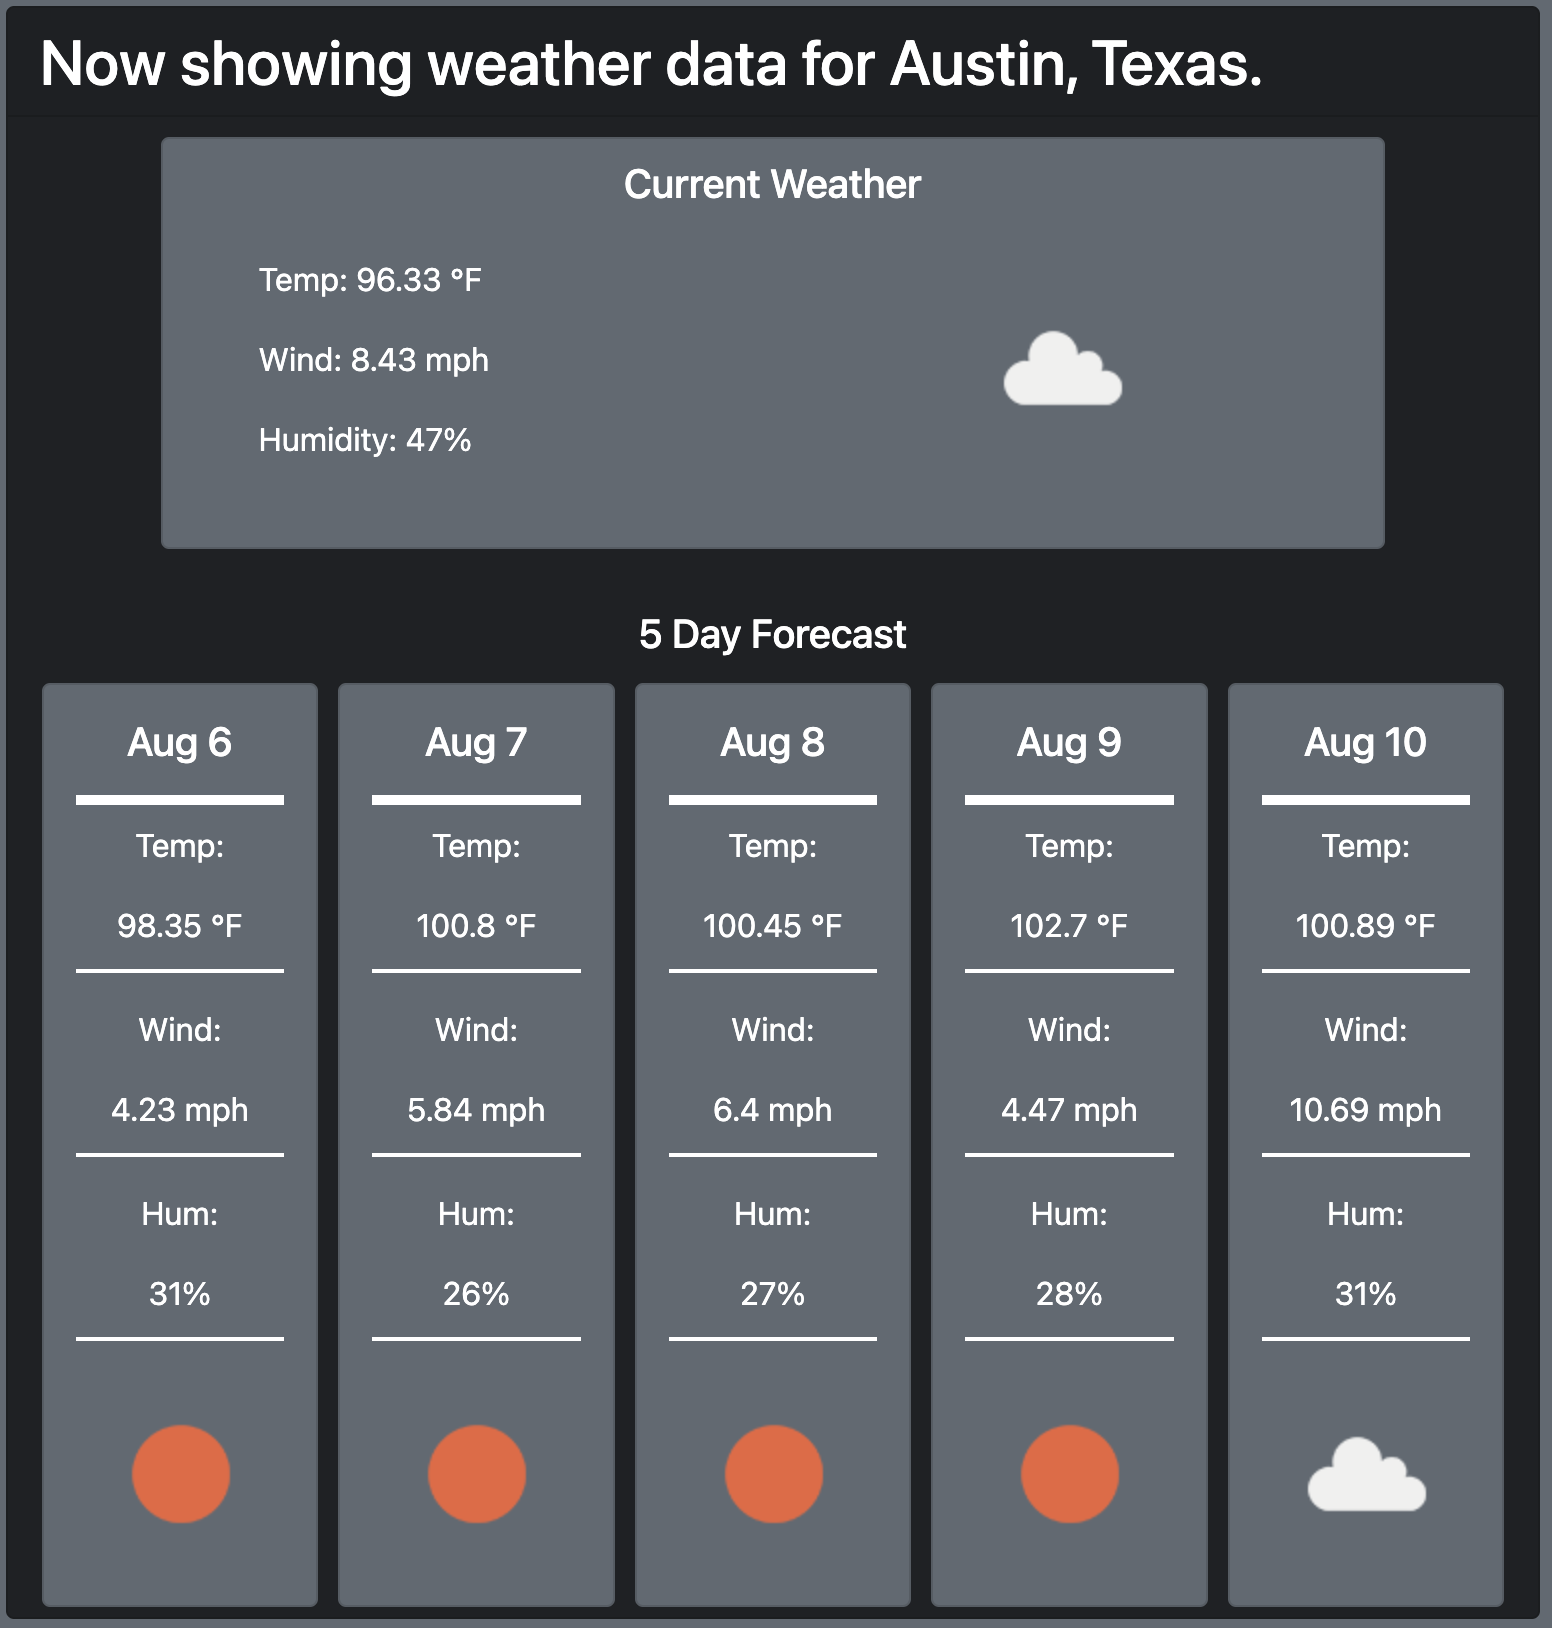 Now showing weather data for Austin, Texas.
Current Weather
Temp: 96.33 °F
Wind: 8.43 mph
Humidity: 47%
5 Day Forecast
Aug 6
Temp:
98.35 °F
Wind:
4.23 mph
Hum:
31%
Aug 7
Temp:
100.8 °F
Wind:
5.84 mph
Hum:
26%
Aug 8
Temp:
100.45 °F
Wind:
6.4 mph
Hum:
27%
Aug 9
Temp:
102.7 °F
Wind:
4.47 mph
Hum:
28%
Aug 10
Temp:
100.89 °F
Wind:
10.69 mph
Hum:
31%